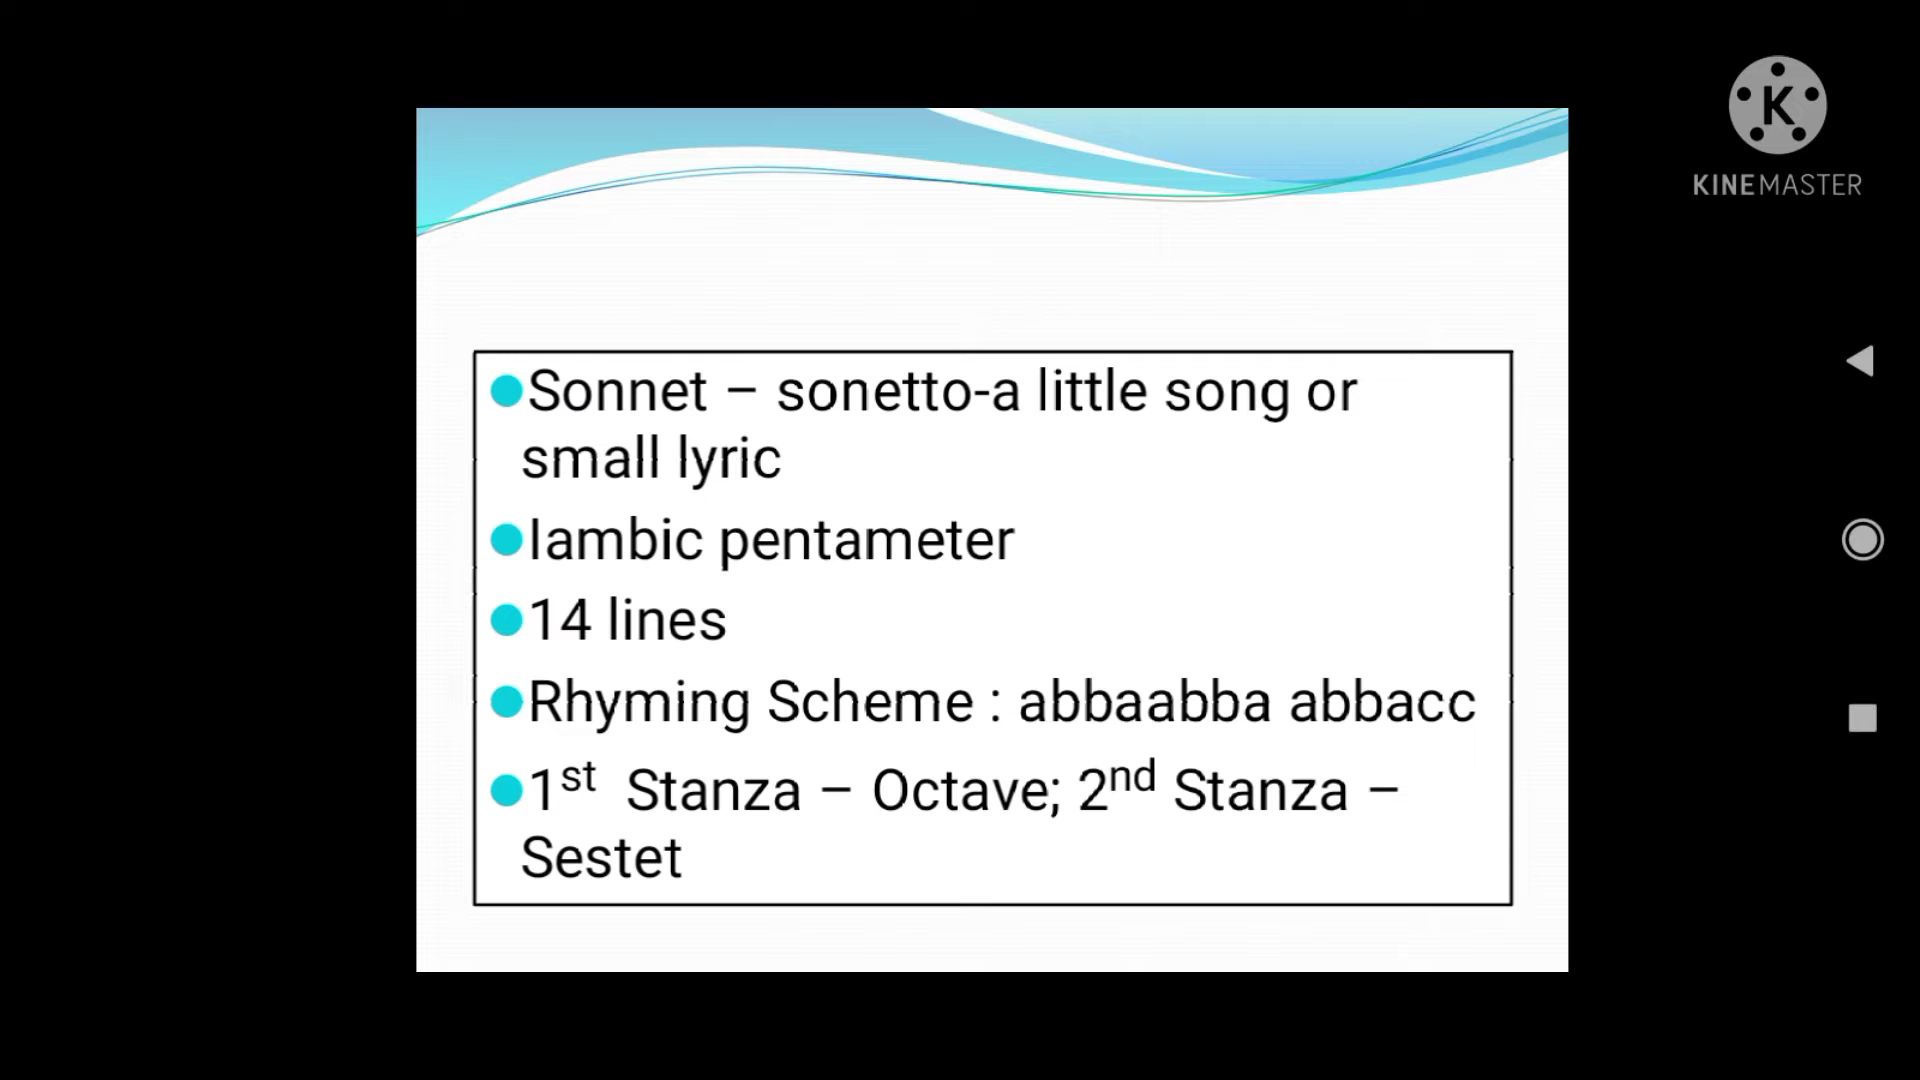 K
KINEMASTER
Sonnet – sonetto-a little song or
small lyric
Iambic pentameter
14 lines
Rhyming Scheme : abbaabba abbacc
1st Stanza – Octave; 2nd Stanza –
Sestet